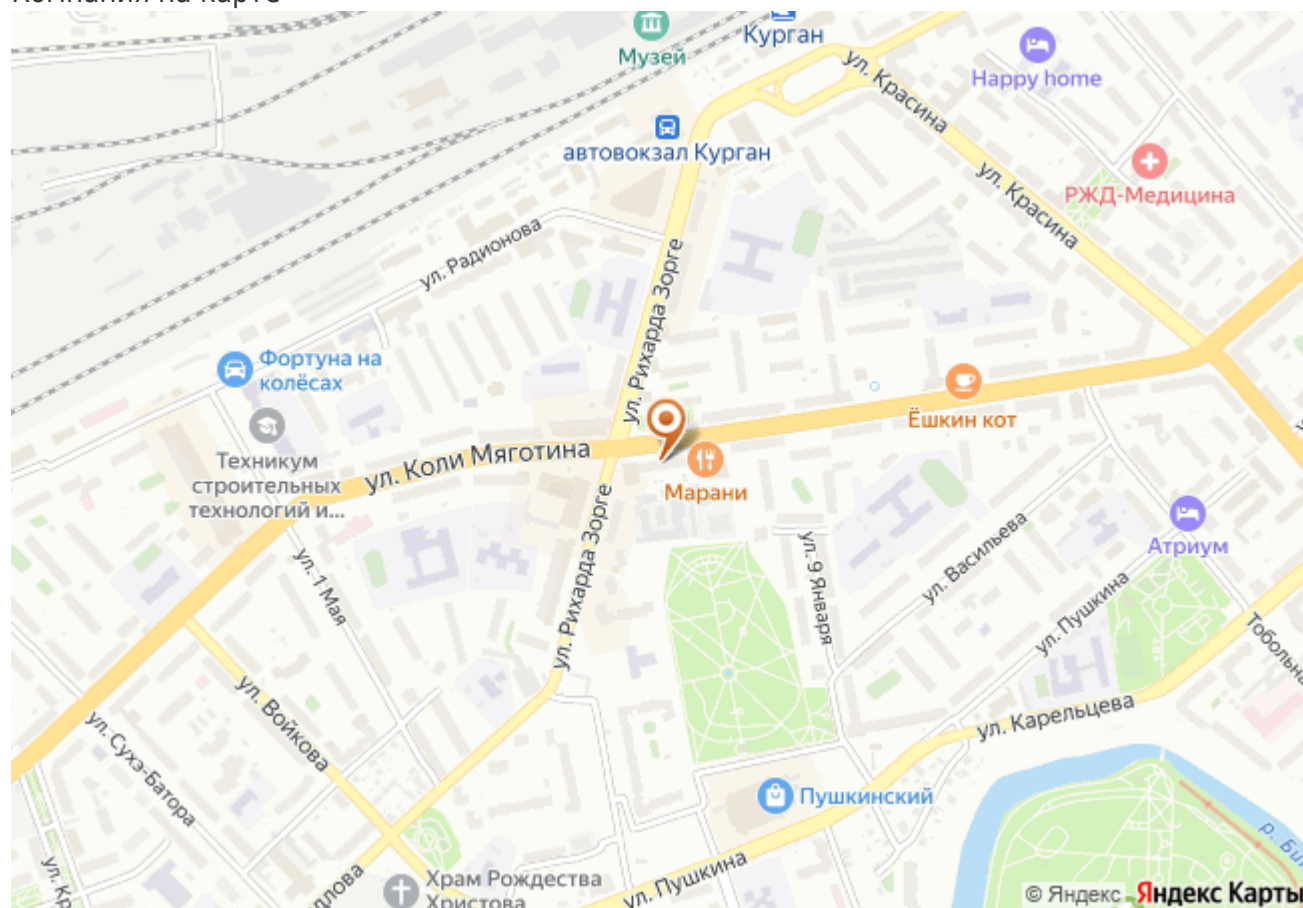 Компания на карте
Музей
Курган
Happy home
ул. Красина
автовокзал Курган
ул. Красина
РЖД-Медицина
ул. Радионова
ул. Рихарда Зорге
Фортуна на
колёсах
Ёшкин кот
Техникум
строительных
технологий и...
ул. Коли Мяготина
Марани
ул. Рихарда Зорге
ул. 1 Мая
ул. 9 Января
ул. Васильева
Атриум
ул. Пушкина
ул. Войкова
ул. Карельцева
ул. Сухэ-Батора
Пушкинский
ул. Пушкина
Храм Рождества
Христова
© Яндекс Яндекс Карты